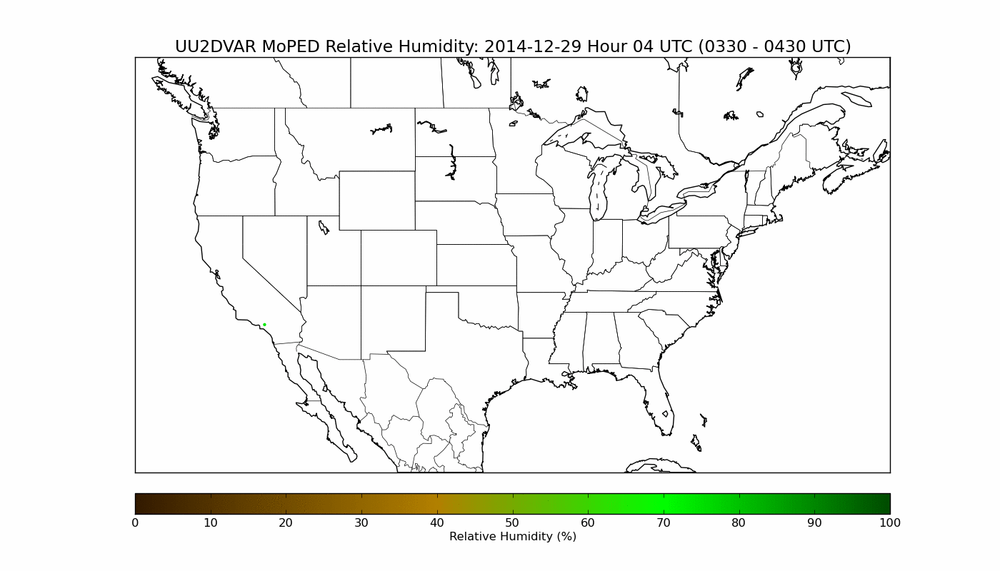 UU2DVAR MoPED Relative Humidity: 2014-12-29 Hour 04 UTC (0330 - 0430 UTC)
0 10 20 30 40 50 60 70 80 90 100
Relative Humidity (%)